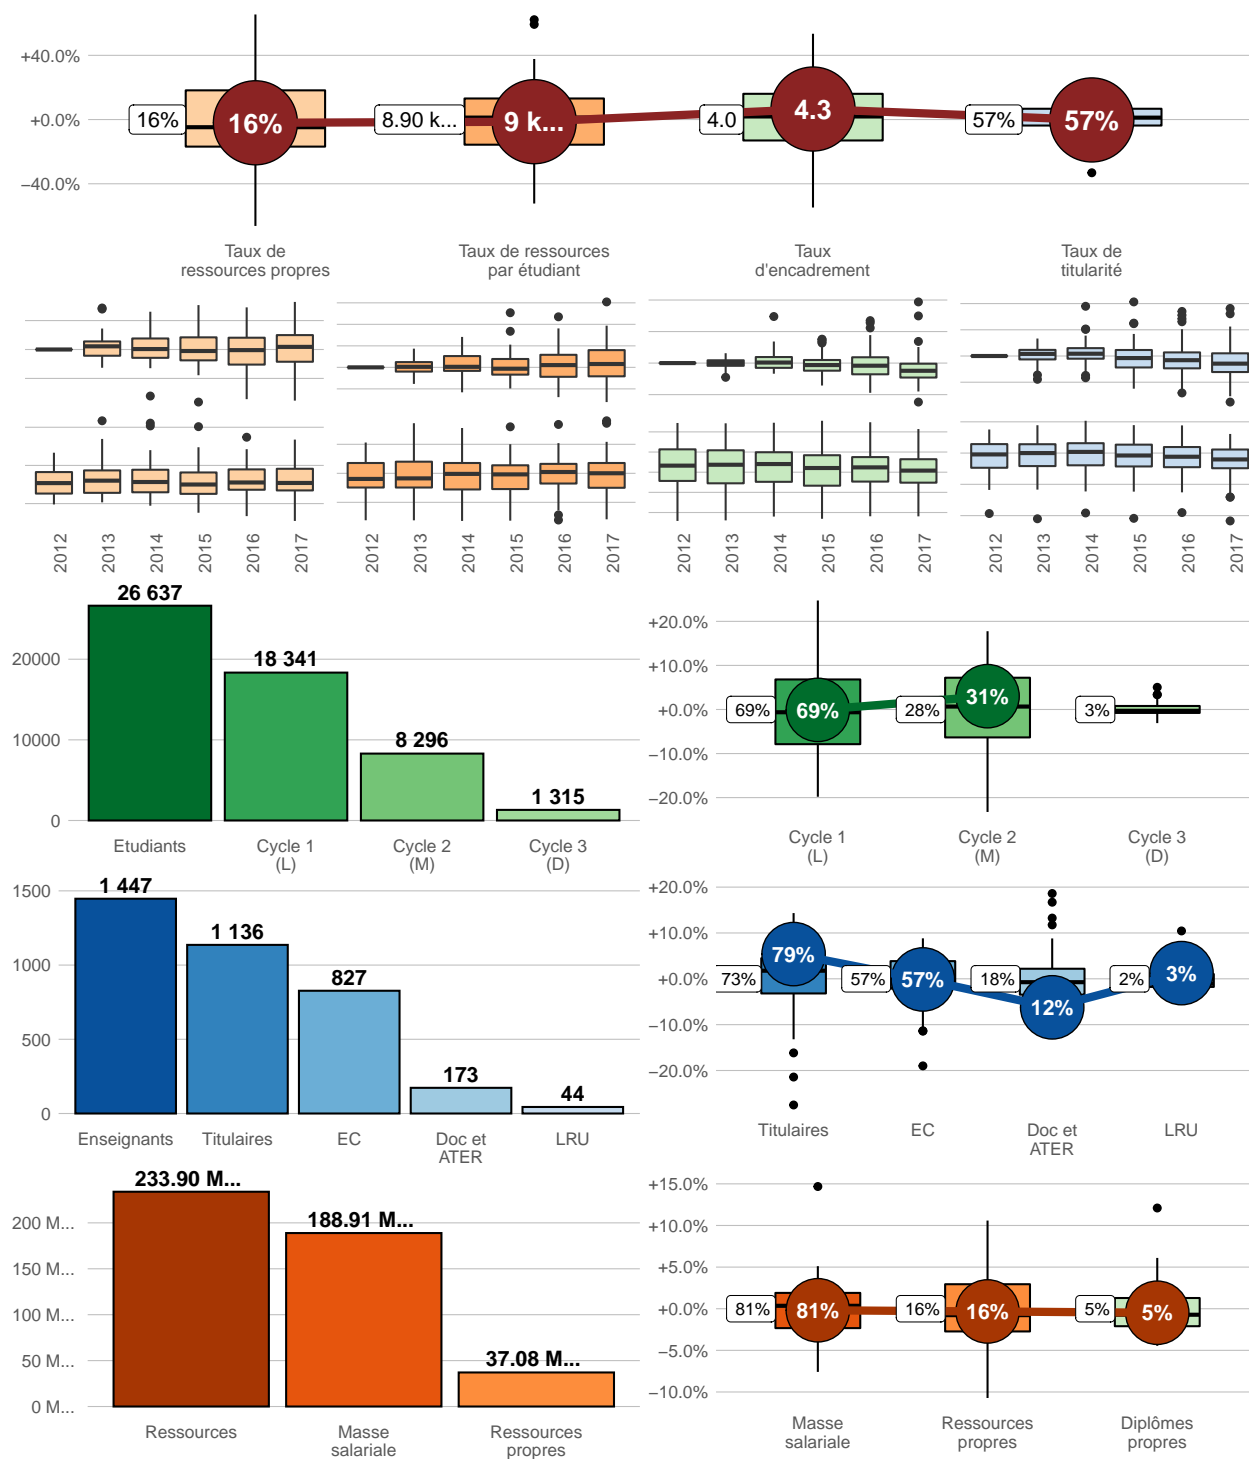 +40.0%
+0.0%
−40.0%
16%
16%
8.90 k...
9 k...
4.0
4.3
57%
57%
Taux de
ressources propres
Taux de ressources
par étudiant
Taux
d'encadrement
Taux de
titularité
2012
2013
2014
2015
2016
2017
2012
2013
2014
2015
2016
2017
2012
2013
2014
2015
2016
2017
2012
2013
2014
2015
2016
2017
26 637
18 341
8 296
1 315
20000
10000
0
Etudiants
Cycle 1
(L)
Cycle 2
(M)
Cycle 3
(D)
+20.0%
+10.0%
+0.0%
−10.0%
−20.0%
69%
69%
28%
31%
3%
Cycle 1
(L)
Cycle 2
(M)
Cycle 3
(D)
1 447
1 136
827
173
44
1500
1000
500
0
Enseignants
Titulaires
EC
Doc et
ATER
LRU
+20.0%
+10.0%
+0.0%
−10.0%
−20.0%
73%
79%
57%
57%
18%
12%
2%
3%
Titulaires
EC
Doc et
ATER
LRU
233.90 M...
188.91 M...
37.08 M...
200 M...
150 M...
100 M...
50 M...
0 M...
Ressources
Masse
salariale
Ressources
propres
+15.0%
+10.0%
+5.0%
+0.0%
−5.0%
−10.0%
81%
81%
16%
16%
5%
5%
Masse
salariale
Ressources
propres
Diplômes
propres